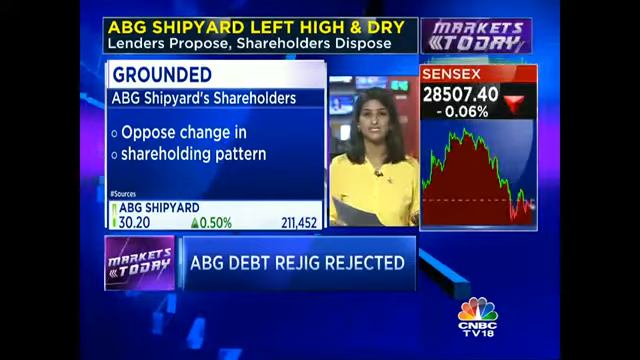 ABG SHIPYARD LEFT HIGH & DRY
Lenders Propose, Shareholders Dispose
MARKETS
TODAY
GROUNDED
ABG Shipyard's Shareholders
Oppose change in
shareholding pattern
#Sources
ABG SHIPYARD
30.20 0.50% 211,452
SENSEX
28507.40
- 0.06%
MARKETS
TODAY
ABG DEBT REJIG REJECTED
CNBC
TV18